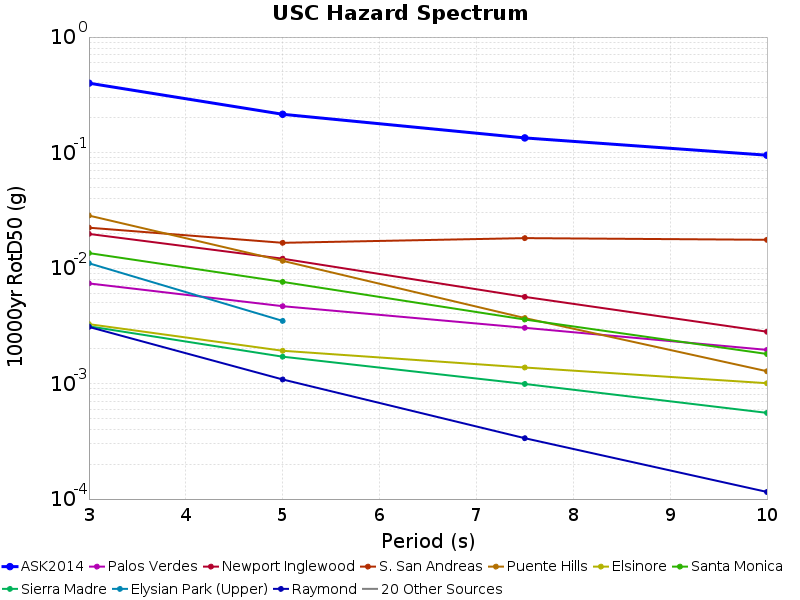 USC Hazard Spectrum
10000yr RotD50 (g)
10^0
10^-1
10^-2
10^-3
10^-4
3 4 5 6 7 8 9 10
Period (s)
ASK2014 Palos Verdes Newport Inglewood S. San Andreas Puente Hills Elsinore Santa Monica
Sierra Madre Elysian Park (Upper) Raymond 20 Other Sources